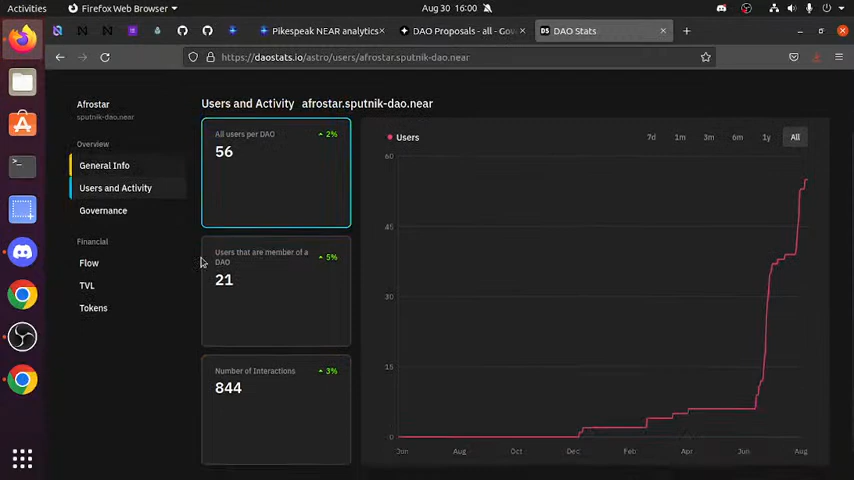 Activities
Firefox Web Browser
Aug 30 16:00
Pikespeak NEAR analytics
DAO Proposals - all - Gov
DS DAO Stats
https://daostats.io/astro/users/afrostar.sputnik-dao.near
Afrostar
sputnik-dao.near
Overview
General Info
Users and Activity
Governance
Financial
Flow
TVL
Tokens
Users and Activity afrostar.sputnik-dao.near
All users per DAO
2%
56
Users that are member of a
DAO
5%
21
Number of Interactions
3%
844
Users
7d 1m 3m 6m 1y All
60
45
30
15
0
Jun Aug Oct Dec Feb Apr Jun Aug